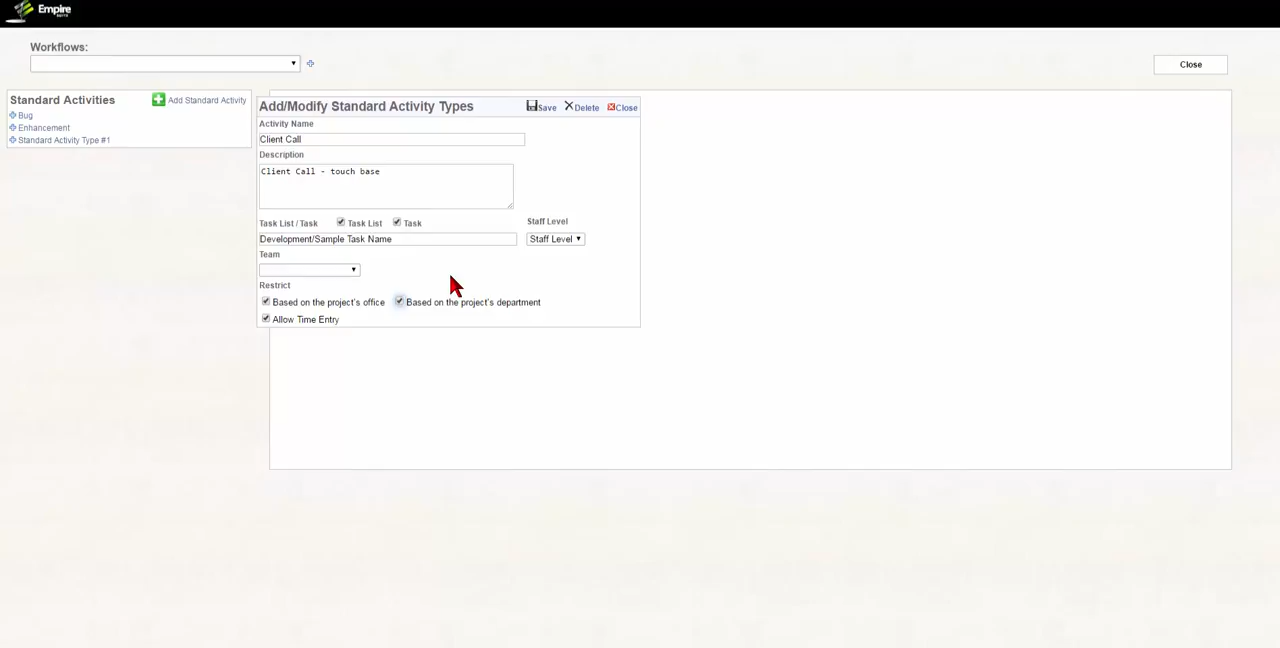 Empire
SUITE
Workflows:
Close
Standard Activities
Add Standard Activity
Bug
Enhancement
Standard Activity Type #1
Add/Modify Standard Activity Types
Save Delete Close
Activity Name
Client Call
Description
Client Call - touch base
Task List / Task Task List Task Staff Level
Development/Sample Task Name Staff Level
Team
Restrict
Based on the project's office Based on the project's department
Allow Time Entry